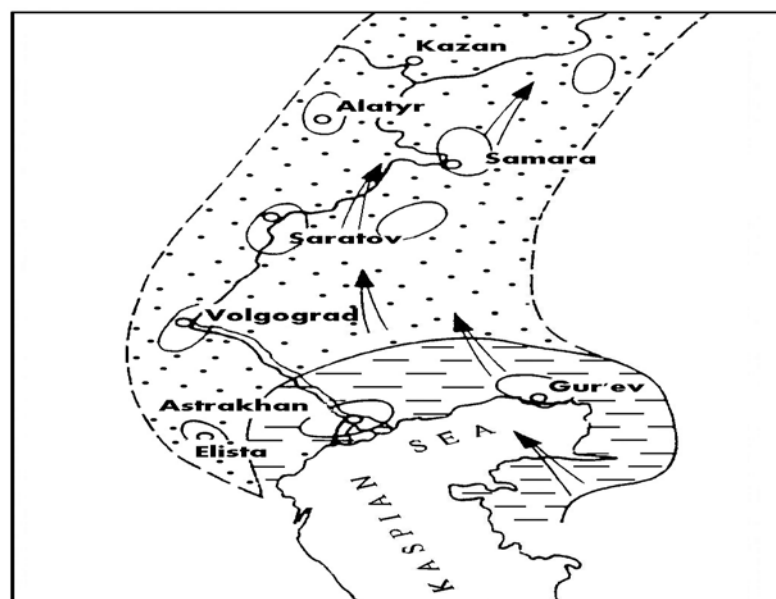 Kazan
Alatyr
Samara
Saratov
Volgograd
Gur'ev
Astrakhan
SEA
Elista
KASPIAN